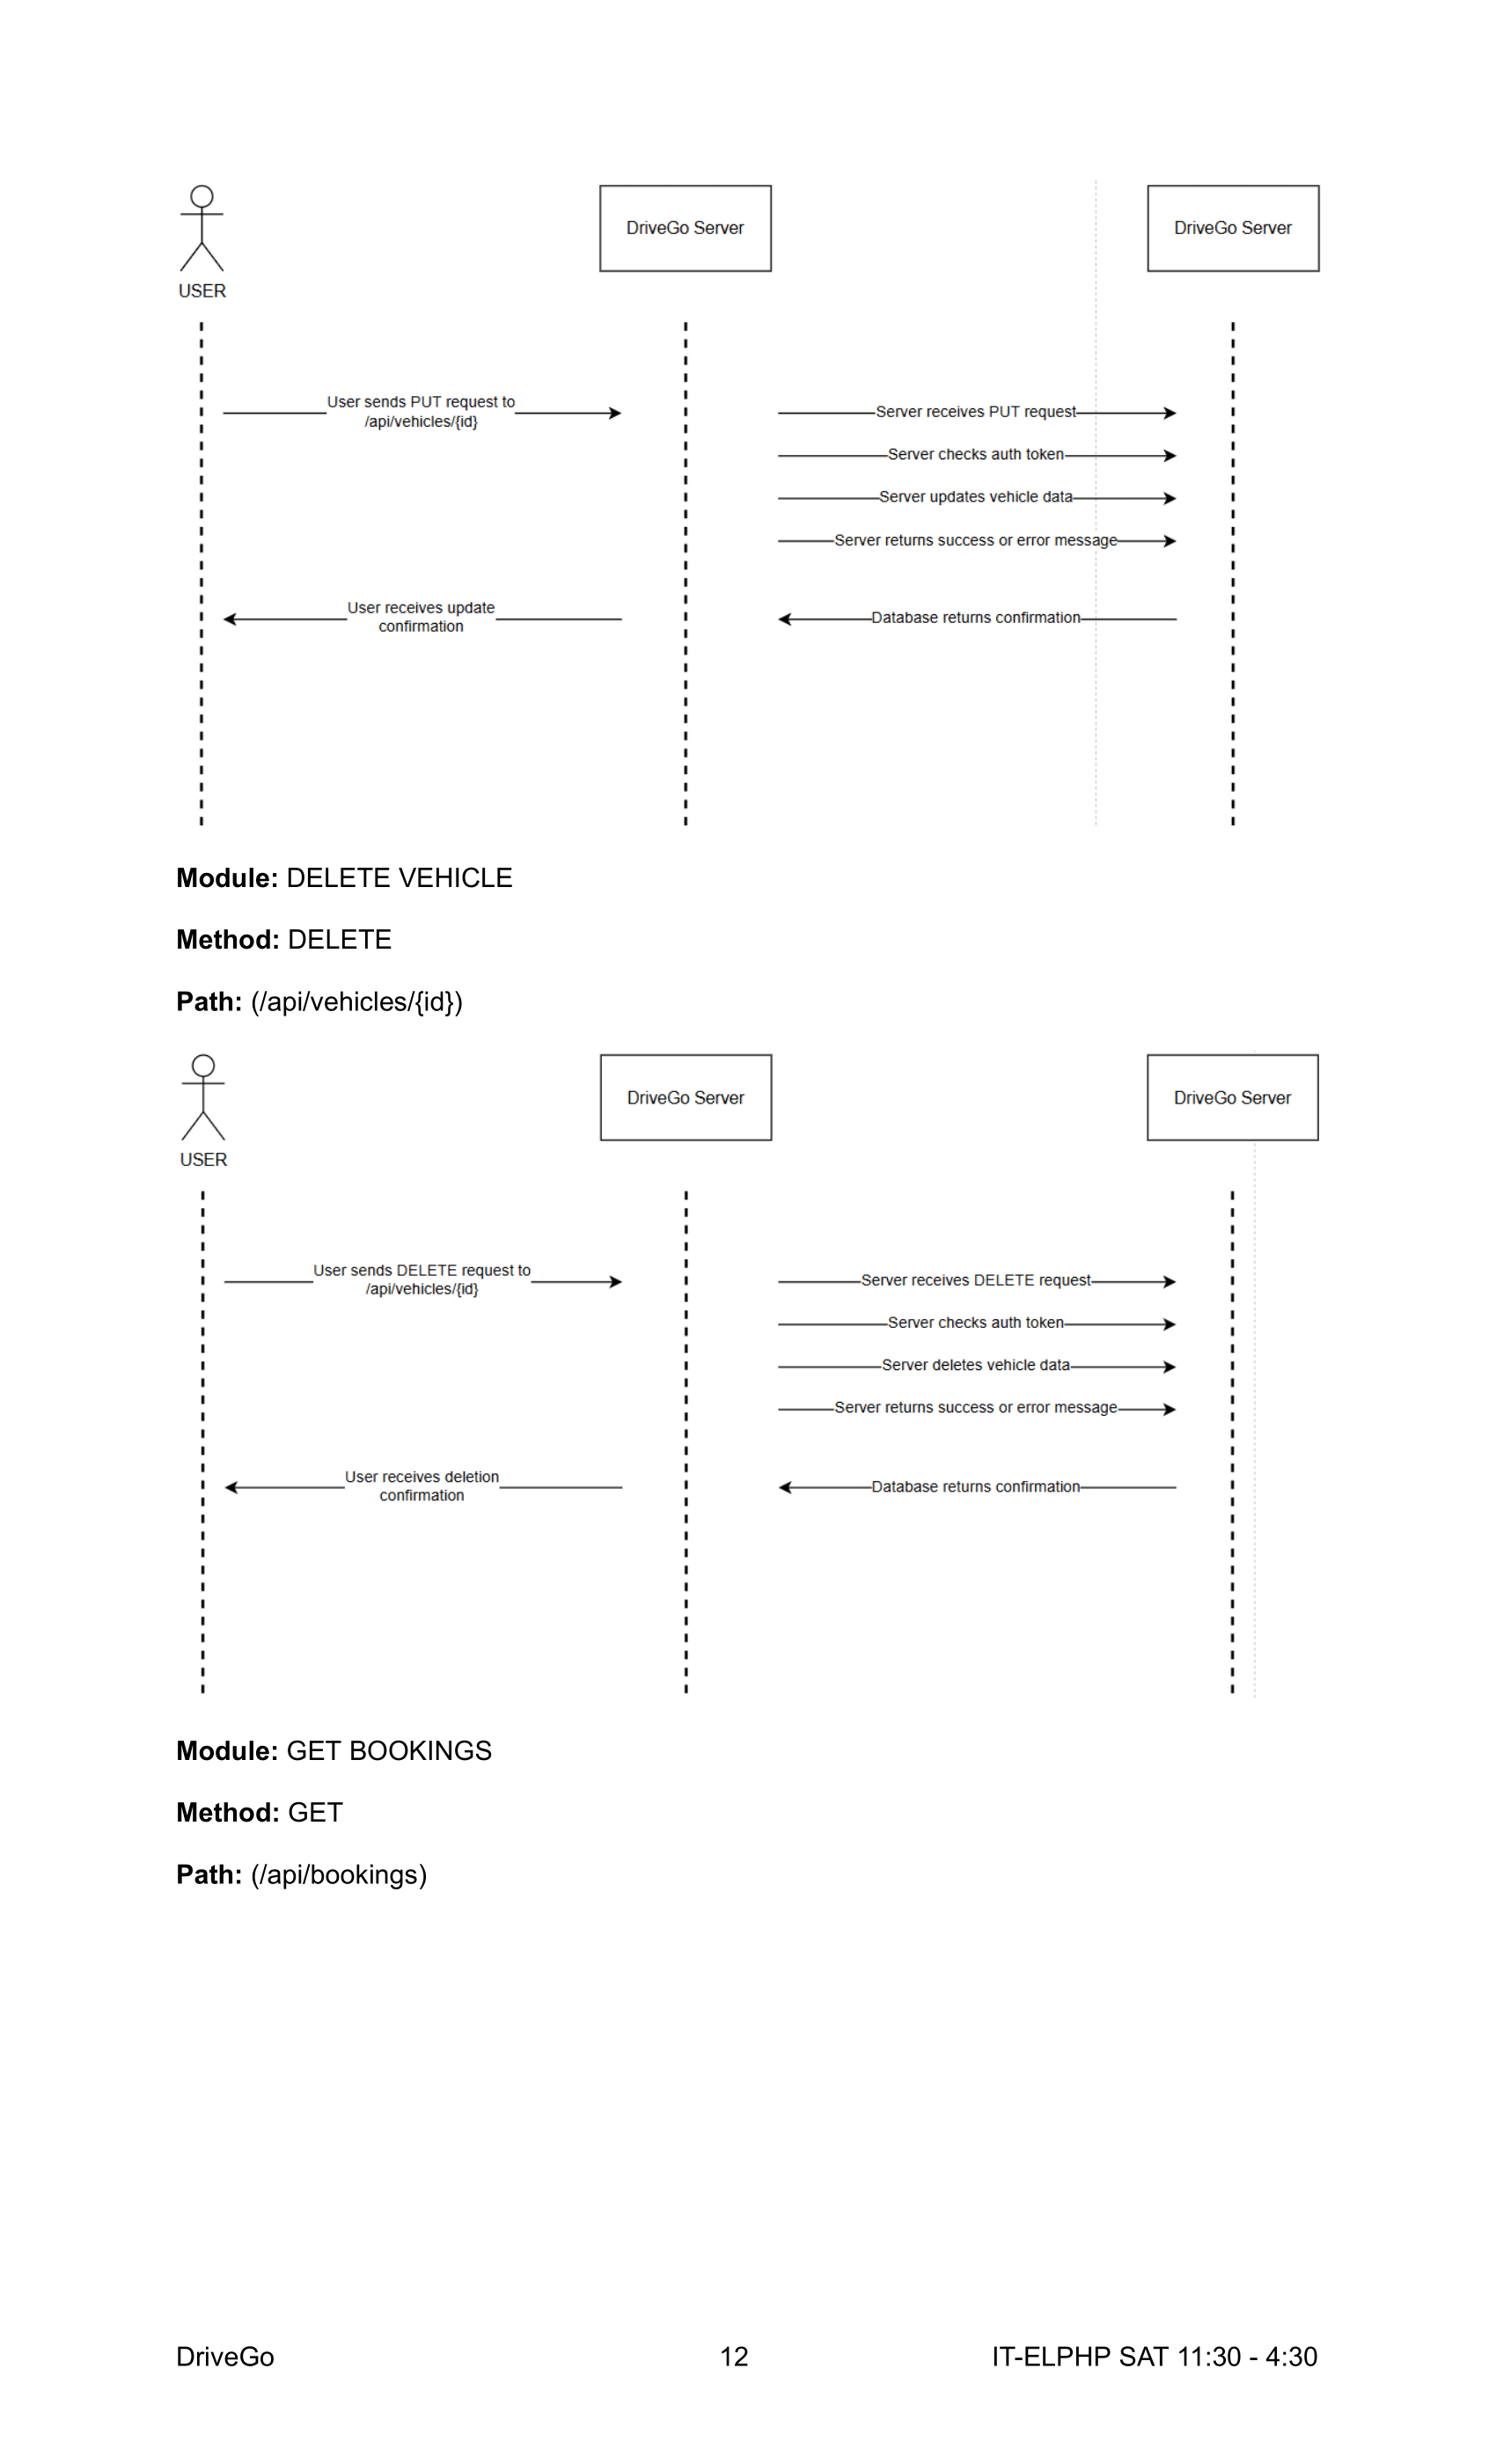 DriveGo Server
DriveGo Server
USER
User sends PUT request to
/api/vehicles/{id}
Server receives PUT request
Server checks auth token
Server updates vehicle data
Server returns success or error message
User receives update
confirmation
Database returns confirmation
Module: DELETE VEHICLE
Method: DELETE
Path: (/api/vehicles/{id})
DriveGo Server
DriveGo Server
USER
User sends DELETE request to
/api/vehicles/{id}
Server receives DELETE request
Server checks auth token
Server deletes vehicle data
Server returns success or error message
User receives deletion
confirmation
Database returns confirmation
Module: GET BOOKINGS
Method: GET
Path: (/api/bookings)
DriveGo 12 IT-ELPHP SAT 11:30 - 4:30